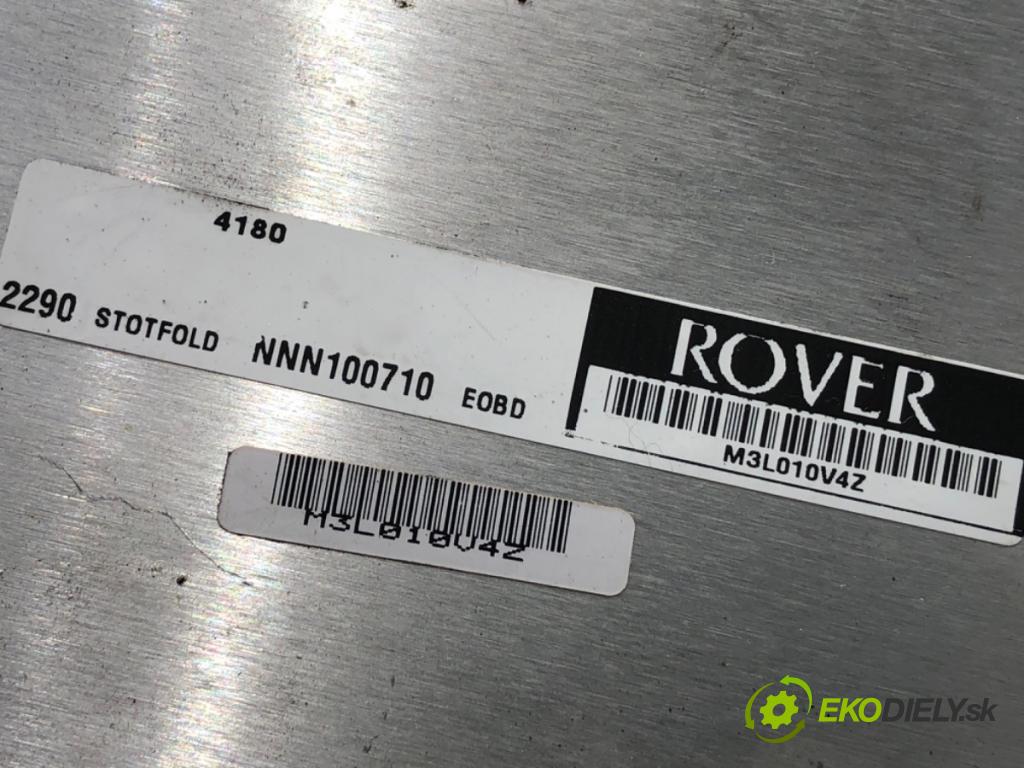 4180
2290 STOTFOLD NNN100710 EOBD
ROVER
M3L010V4Z
M3L010V4Z
EKODIELY.sk